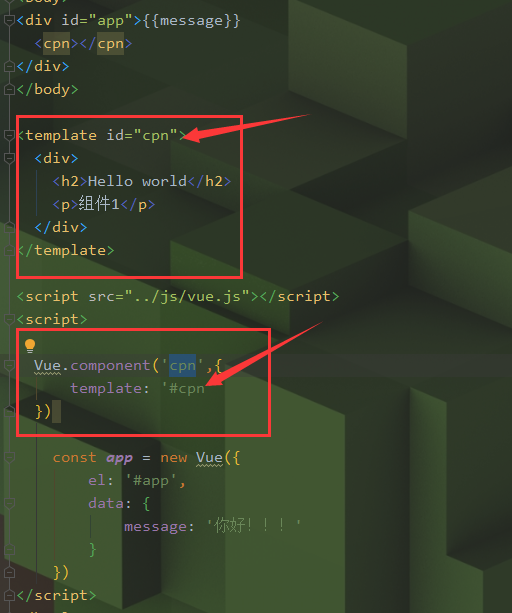 <body>
<div id="app">{{message}}
<cpn></cpn>
</div>
</body>
<template id="cpn">
<div>
<h2>Hello world</h2>
<p>组件1</p>
</div>
</template>
<script src="../js/vue.js"></script>
<script>
Vue.component('cpn',{
template: '#cpn
})
const app = new Vue({
el: '#app',
data: {
message: '你好！！！'
}
})
</script>